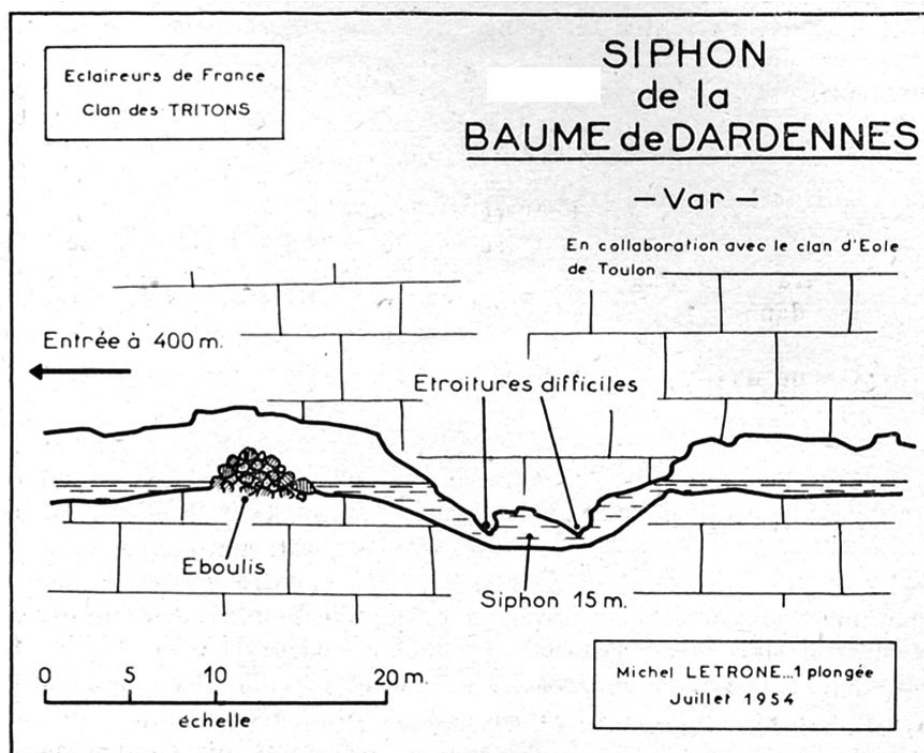 Eclaireurs de France
Clan des TRITONS
SIPHON
de la
BAUME de DARDENNES
— Var —
En collaboration avec le clan d'Eole
de Toulon
Entrée à 400 m.
Etroitures difficiles
Eboulis
Siphon 15 m.
0 5 10 20 m.
échelle
Michel LETRONE...1 plongée
Juillet 1954